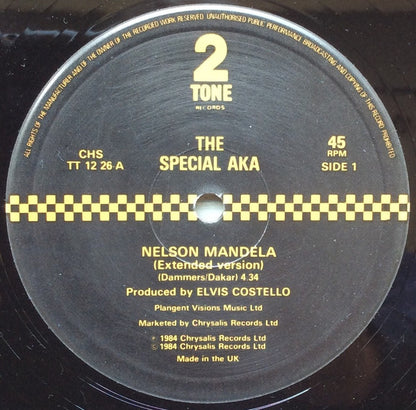 ALL RIGHTS OF THE MANUFACTURER AND OF THE OWNER OF THE RECORDED WORK RESERVED. UNAUTHORISED PUBLIC PERFORMANCE BROADCASTING AND COPYING OF THIS RECORD PROHIBITED.
2
TONE
RECORDS
THE
SPECIAL AKA
CHS
TT 12 26 A
45
RPM
SIDE 1
NELSON MANDELA
(Extended version)
(Dammers/Dakar) 4.34
Produced by ELVIS COSTELLO
Plangent Visions Music Ltd
Marketed by Chrysalis Records Ltd
℗ 1984 Chrysalis Records Ltd
© 1984 Chrysalis Records Ltd
Made in the UK